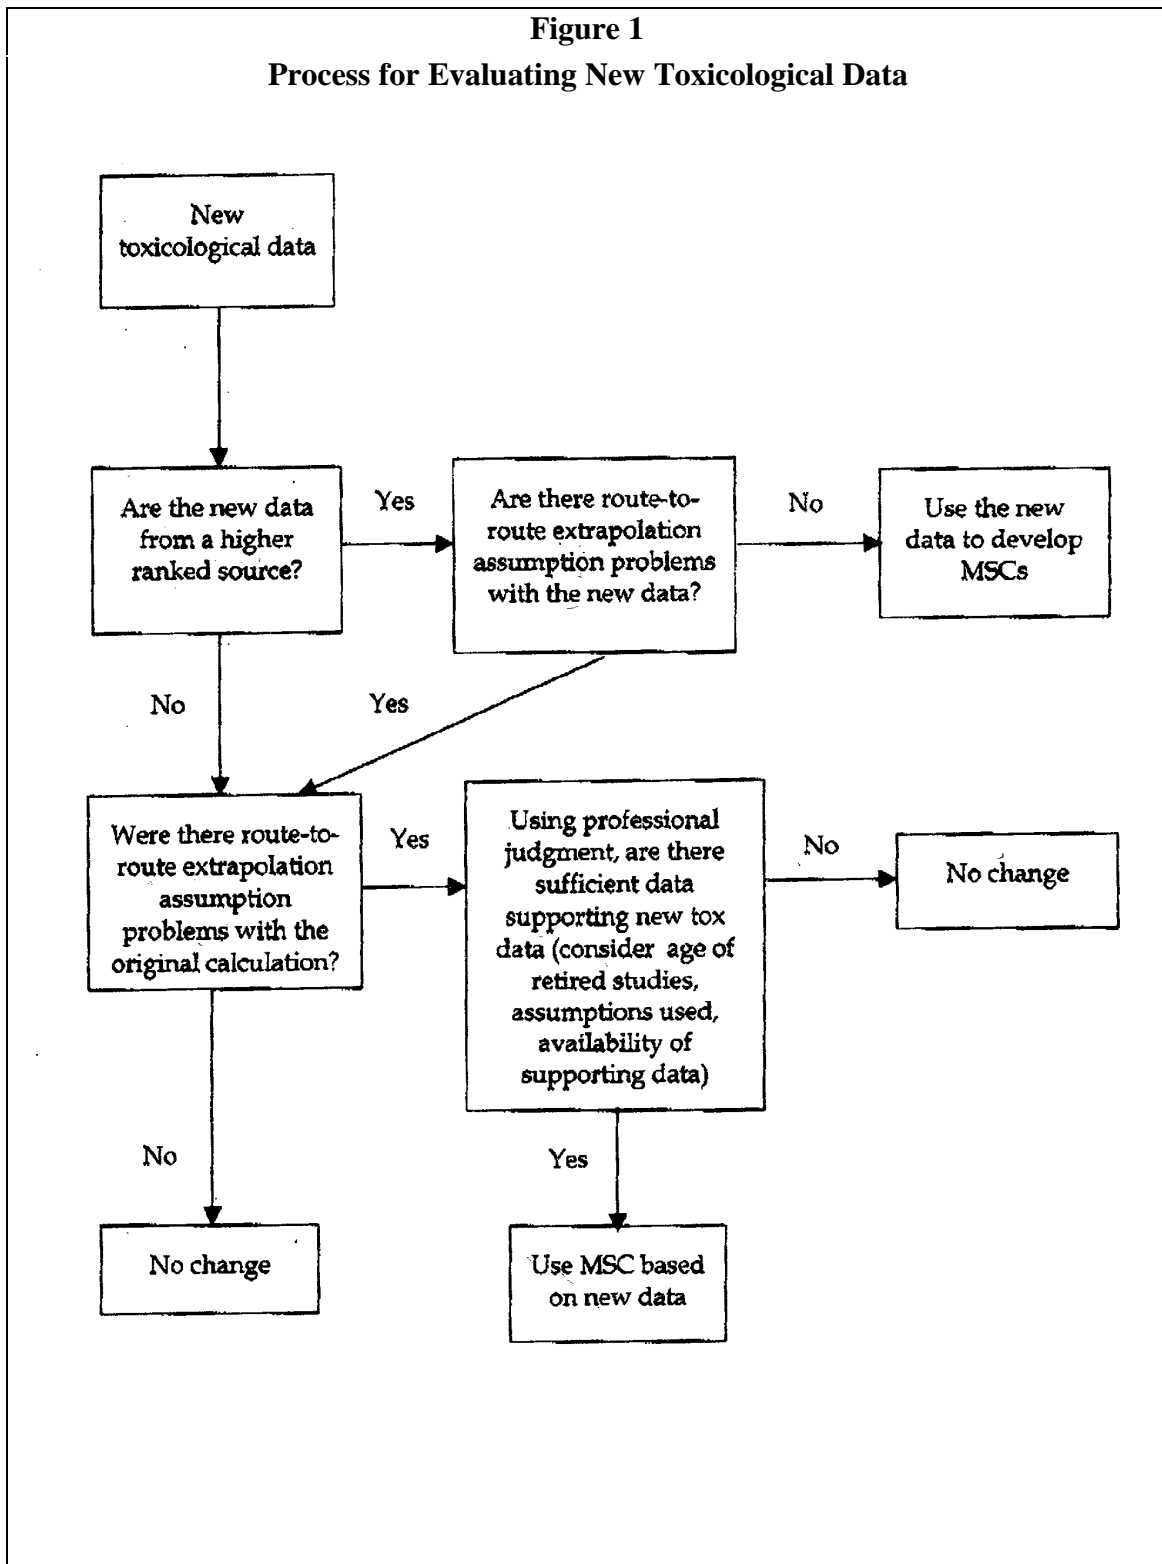 Figure 1
Process for Evaluating New Toxicological Data
New
toxicological data
Are the new data
from a higher
ranked source?
Yes
Are there route-to-
route extrapolation
assumption problems
with the new data?
No
Use the new
data to develop
MSCs
No
Yes
Were there route-to-
route extrapolation
assumption
problems with the
original calculation?
Yes
Using professional
judgment, are there
sufficient data
supporting new tox
data (consider age of
retired studies,
assumptions used,
availability of
supporting data)
No
No change
No
Yes
No change
Use MSC based
on new data